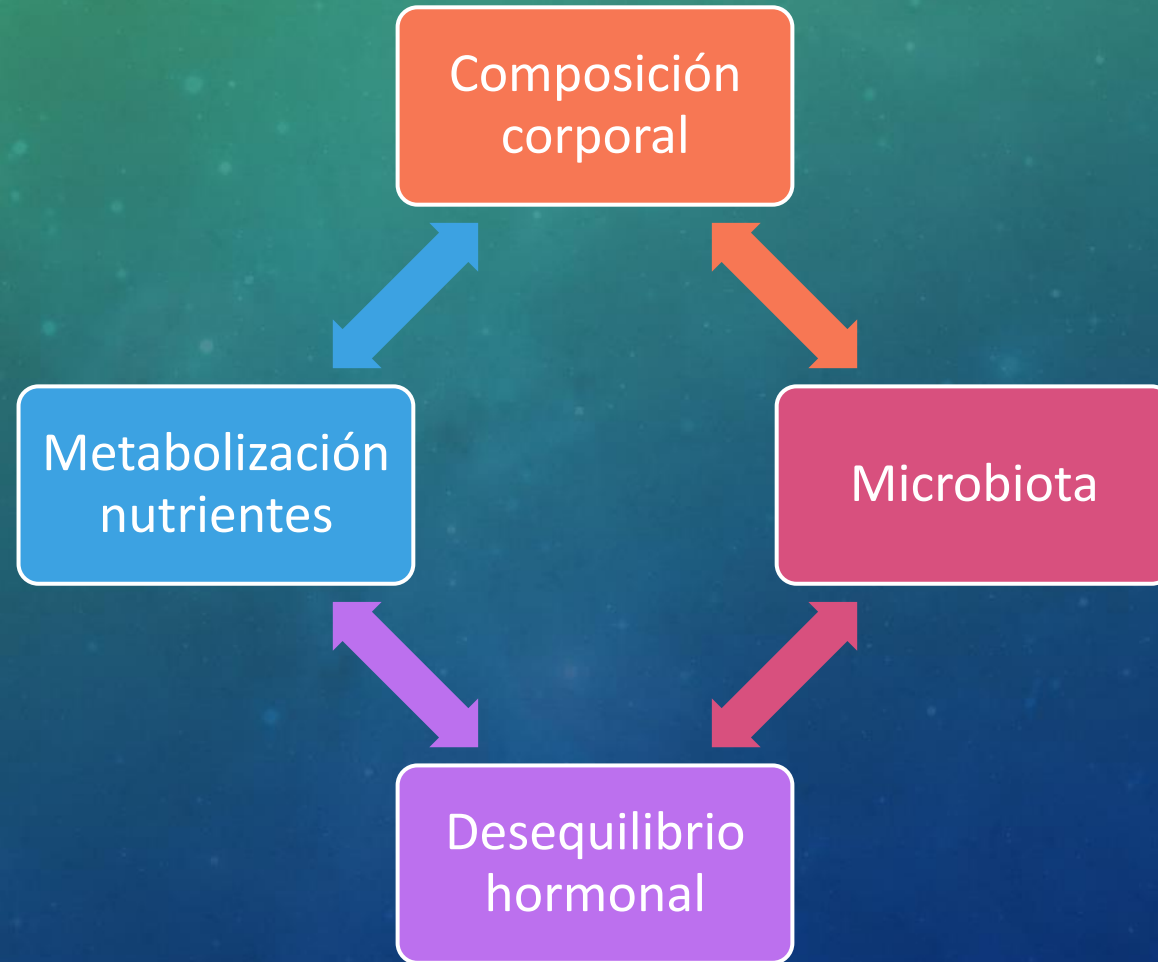 Composición
corporal
Metabolización
nutrientes
Microbiota
Desequilibrio
hormonal